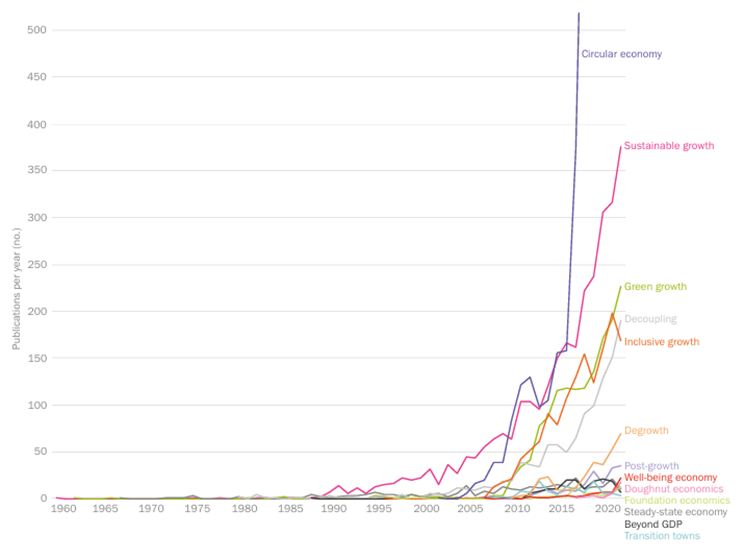 500
Circular economy
450
400
Sustainable growth
350
300
250
Green growth
200
Decoupling
Inclusive growth
150
100
Degrowth
50
Post-growth
Well-being economy
Doughnut economics
0
Foundation economics
1960 1965 1970 1975 1980 1985 1990 1995 2000 2005 2010 2015 2020
Steady-state economy
Beyond GDP
Transition towns
Publications per year (no.)